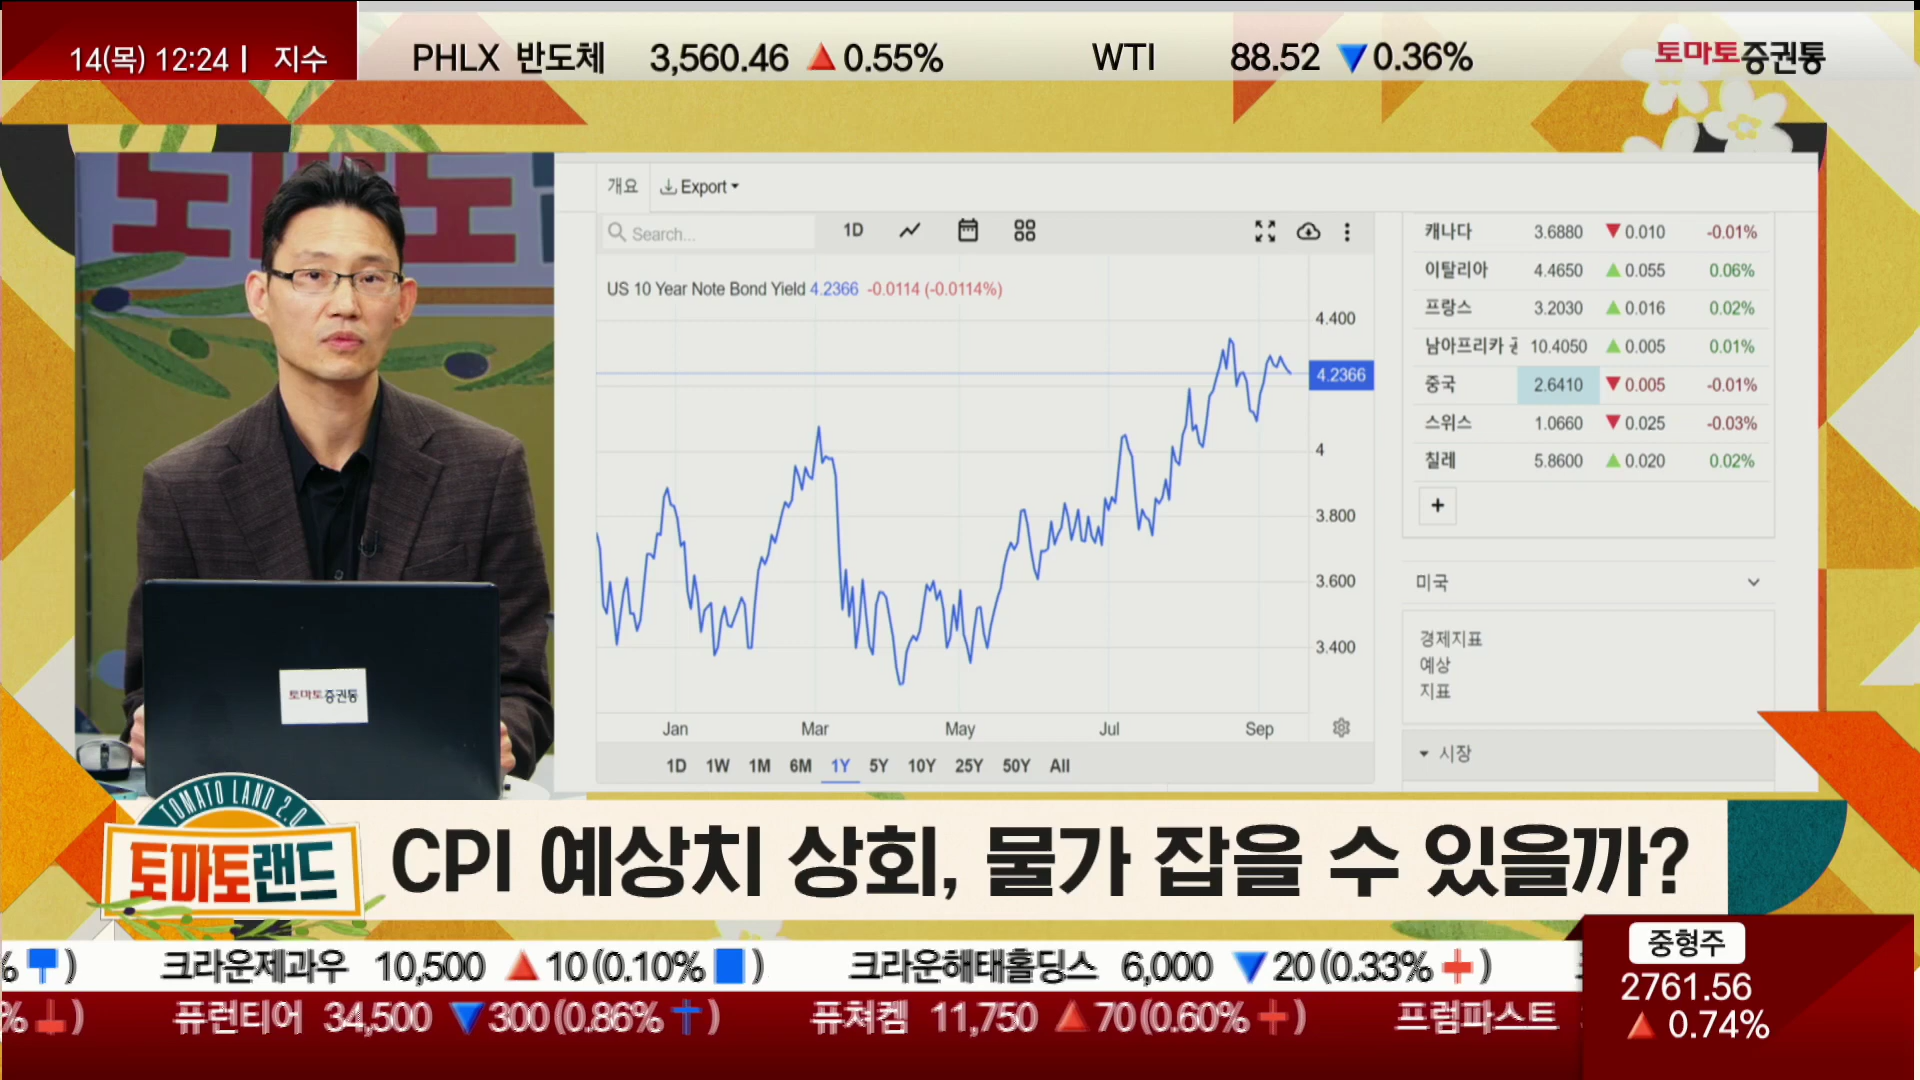 14(목) 12:24 | 지수
PHLX 반도체 3,560.46 ▲ 0.55%
WTI 88.52 ▼ 0.36%
토마토증권통
개요
Export
Search...
1D
US 10 Year Note Bond Yield 4.2366 -0.0114 (-0.0114%)
4.400
4.2366
4
3.800
3.600
3.400
Jan Mar May Jul Sep
1D 1W 1M 6M 1Y 5Y 10Y 25Y 50Y All
캐나다 3.6880 ▼ 0.010 -0.01%
이탈리아 4.4650 ▲ 0.055 0.06%
프랑스 3.2030 ▲ 0.016 0.02%
남아프리카 10.4050 ▲ 0.005 0.01%
중국 2.6410 ▼ 0.005 -0.01%
스위스 1.0660 ▼ 0.025 -0.03%
칠레 5.8600 ▲ 0.020 0.02%
+
미국
경제지표
예상
지표
시장
토마토증권통
TOMATO LAND 2.0
토마토랜드
CPI 예상치 상회, 물가 잡을 수 있을까?
% )
크라운제과우 10,500 ▲ 10(0.10% )
크라운해태홀딩스 6,000 ▼ 20(0.33% )
% )
퓨런티어 34,500 ▼ 300(0.86% )
퓨쳐켐 11,750 ▲ 70(0.60% )
프럼파스트
중형주
2761.56
▲ 0.74%